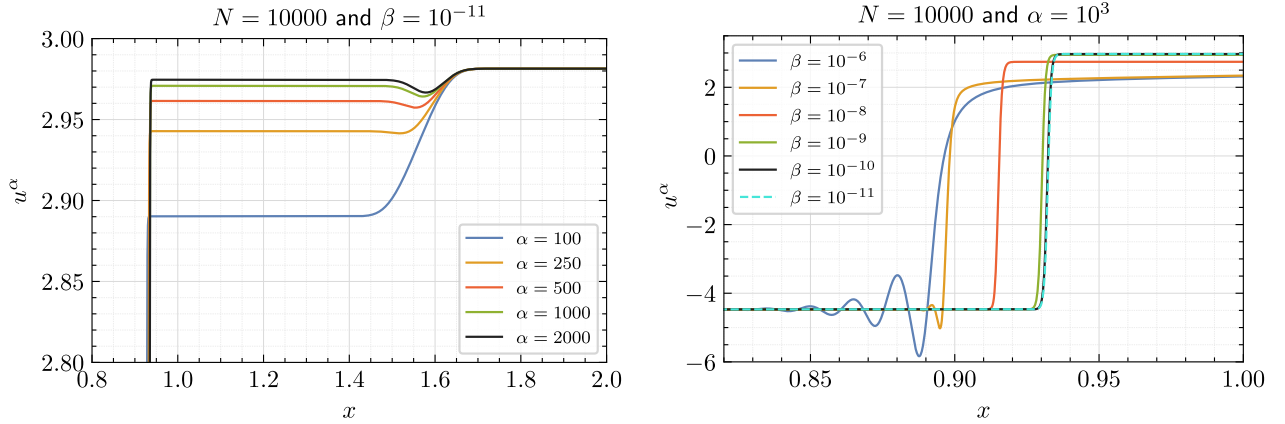 N = 10000 and β = 10⁻¹¹
3.00
2.95
2.90
2.85
2.80
u^α
0.8 1.0 1.2 1.4 1.6 1.8 2.0
x
α = 100
α = 250
α = 500
α = 1000
α = 2000
N = 10000 and α = 10³
2
0
−2
−4
−6
u^α
0.85 0.90 0.95 1.00
x
β = 10⁻⁶
β = 10⁻⁷
β = 10⁻⁸
β = 10⁻⁹
β = 10⁻¹⁰
β = 10⁻¹¹